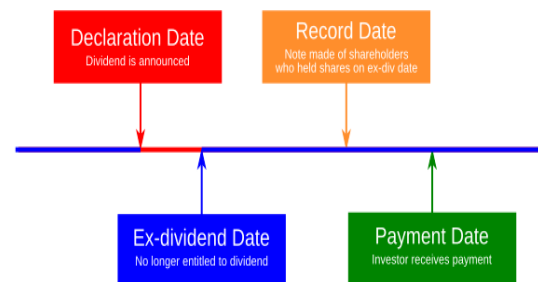 Declaration Date
Dividend is announced
Record Date
Note made of shareholders
who held shares on ex-div date
Ex-dividend Date
No longer entitled to dividend
Payment Date
Investor receives payment